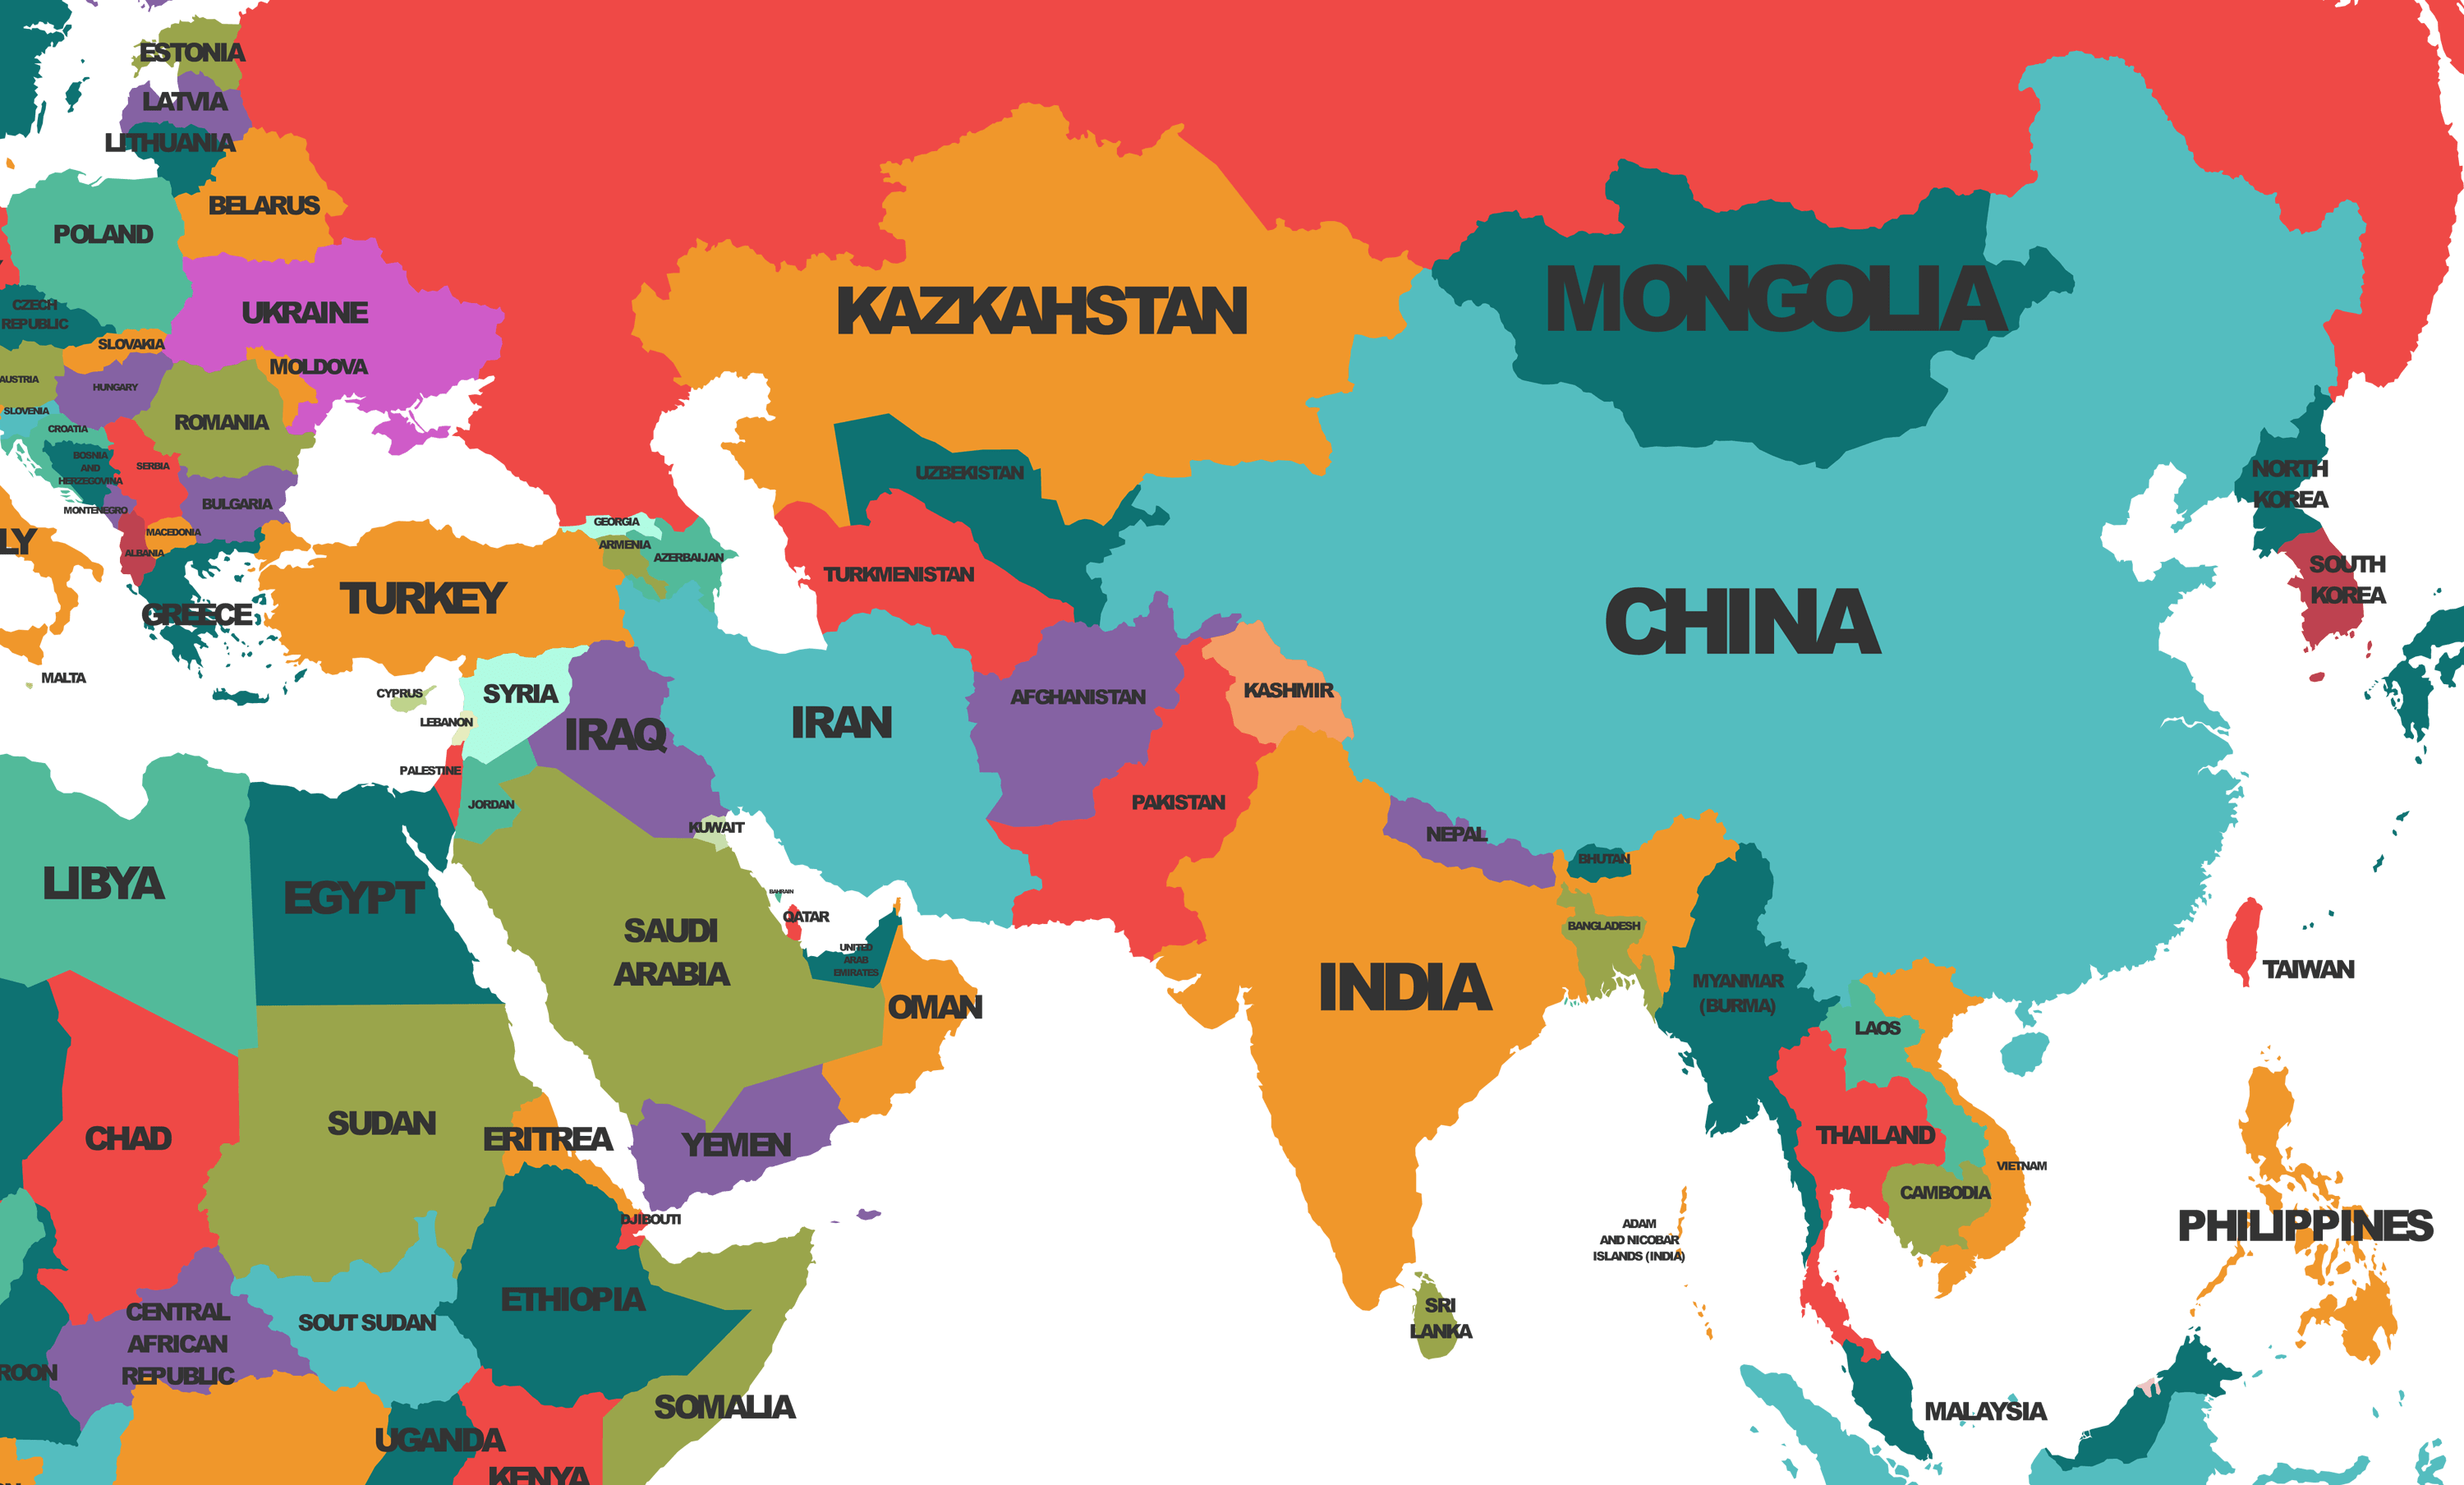 ESTONIA
LATVIA
LITHUANIA
BELARUS
POLAND
UKRAINE
CZECH
REPUBLIC
SLOVAKIA
MOLDOVA
AUSTRIA
HUNGARY
SLOVENIA
ROMANIA
CROATIA
BOSNIA
AND
HERZEGOVINA
SERBIA
MONTENEGRO
BULGARIA
MACEDONIA
ALBANIA
LY
GREECE
MALTA
TURKEY
GEORGIA
ARMENIA
AZERBAIJAN
KAZKAHSTAN
UZBEKISTAN
TURKMENISTAN
MONGOLIA
CHINA
NORTH
KOREA
SOUTH
KOREA
CYPRUS
SYRIA
LEBANON
IRAQ
IRAN
AFGHANISTAN
KASHMIR
PALESTINE
JORDAN
KUWAIT
PAKISTAN
NEPAL
BHUTAN
BANGLADESH
INDIA
LIBYA
EGYPT
SAUDI
ARABIA
BAHRAIN
QATAR
UNITED
ARAB
EMIRATES
OMAN
MYANMAR
(BURMA)
LAOS
TAIWAN
CHAD
SUDAN
ERITREA
YEMEN
DJIBOUTI
THAILAND
VIETNAM
CAMBODIA
PHILIPPINES
ADAM
AND NICOBAR
ISLANDS (INDIA)
SRI
LANKA
CENTRAL
AFRICAN
REPUBLIC
SOUT SUDAN
ETHIOPIA
ROON
SOMALIA
UGANDA
KENYA
MALAYSIA